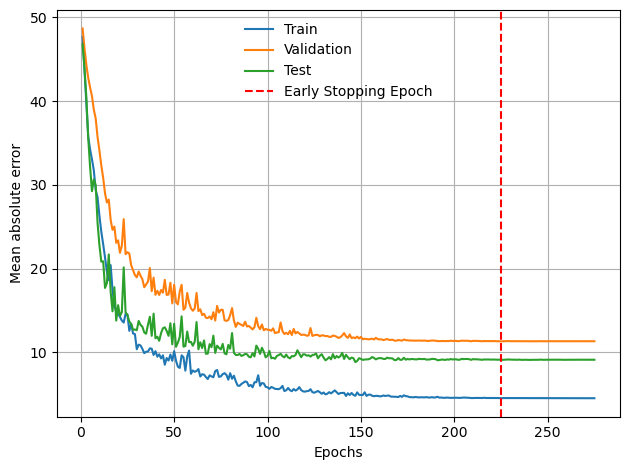 50
40
30
20
10
Mean absolute error
Train
Validation
Test
Early Stopping Epoch
0
50
100
150
200
250
Epochs